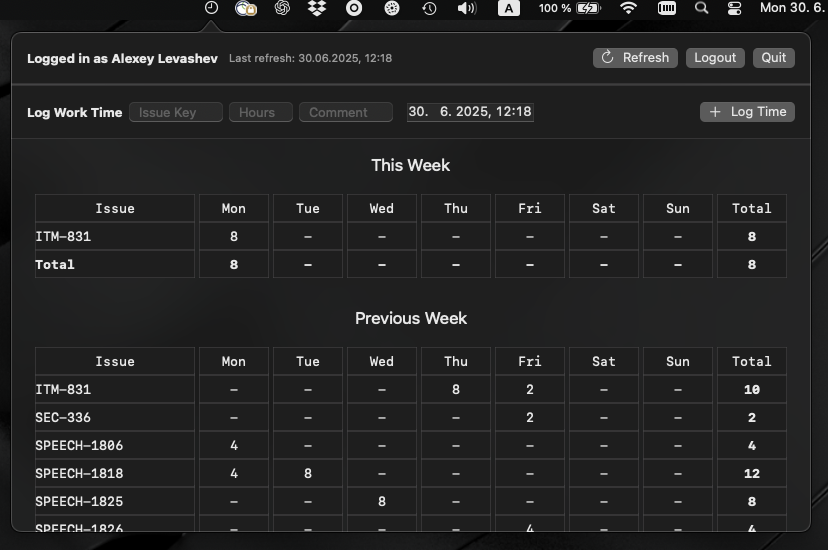 A 100 % Mon 30. 6.
Logged in as Alexey Levashev Last refresh: 30.06.2025, 12:18 Refresh Logout Quit
Log Work Time Issue Key Hours Comment 30. 6. 2025, 12:18 + Log Time
This Week
Issue Mon Tue Wed Thu Fri Sat Sun Total
ITM-831 8 – – – – – – 8
Total 8 – – – – – – 8
Previous Week
Issue Mon Tue Wed Thu Fri Sat Sun Total
ITM-831 – – – 8 2 – – 10
SEC-336 – – – – 2 – – 2
SPEECH-1806 4 – – – – – – 4
SPEECH-1818 4 8 – – – – – 12
SPEECH-1825 – – 8 – – – – 8
SPEECH-1826 – – – – 4 – – 4